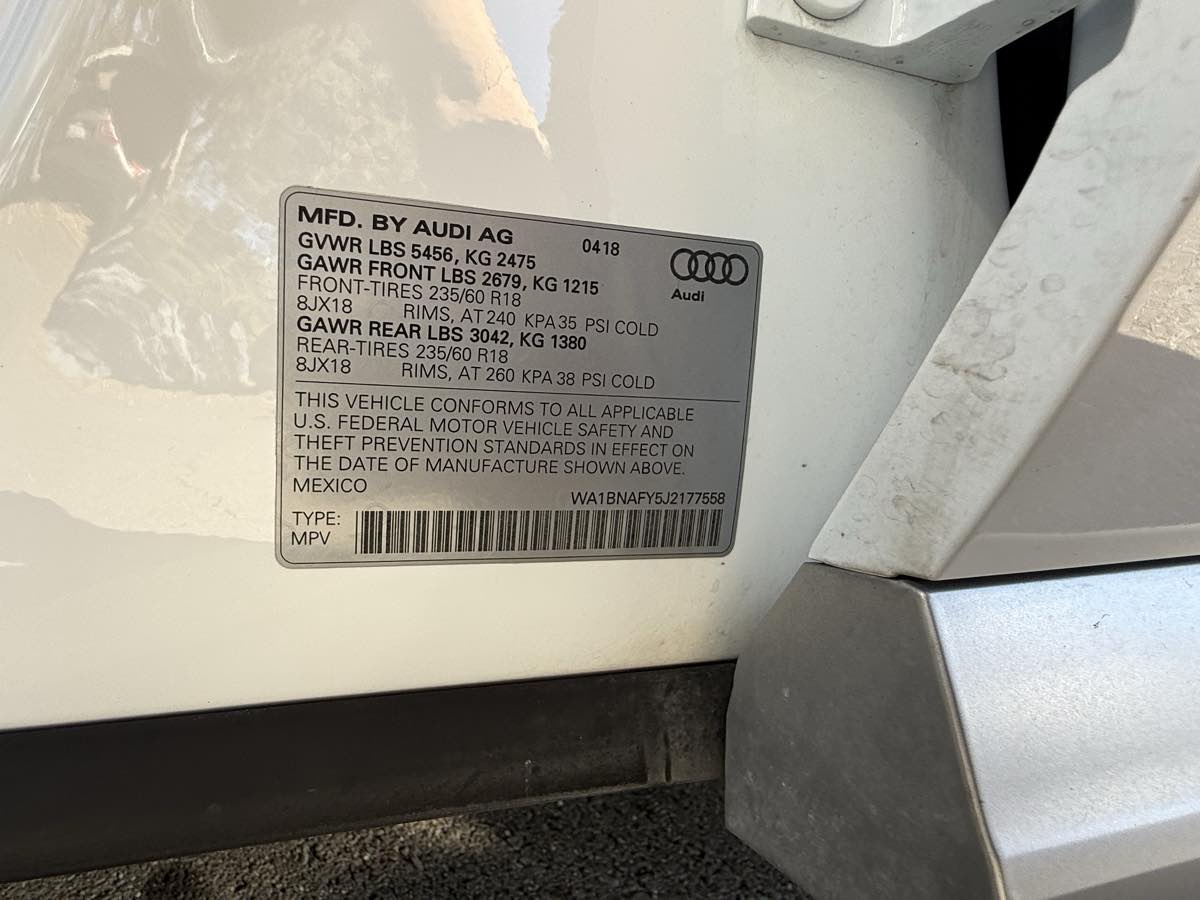 MFD. BY AUDI AG 0418
GVWR LBS 5456, KG 2475
GAWR FRONT LBS 2679, KG 1215
FRONT-TIRES 235/60 R18
8JX18 RIMS, AT 240 KPA 35 PSI COLD
GAWR REAR LBS 3042, KG 1380
REAR-TIRES 235/60 R18
8JX18 RIMS, AT 260 KPA 38 PSI COLD
Audi
THIS VEHICLE CONFORMS TO ALL APPLICABLE
U.S. FEDERAL MOTOR VEHICLE SAFETY AND
THEFT PREVENTION STANDARDS IN EFFECT ON
THE DATE OF MANUFACTURE SHOWN ABOVE.
MEXICO WA1BNAFY5J2177558
TYPE:
MPV